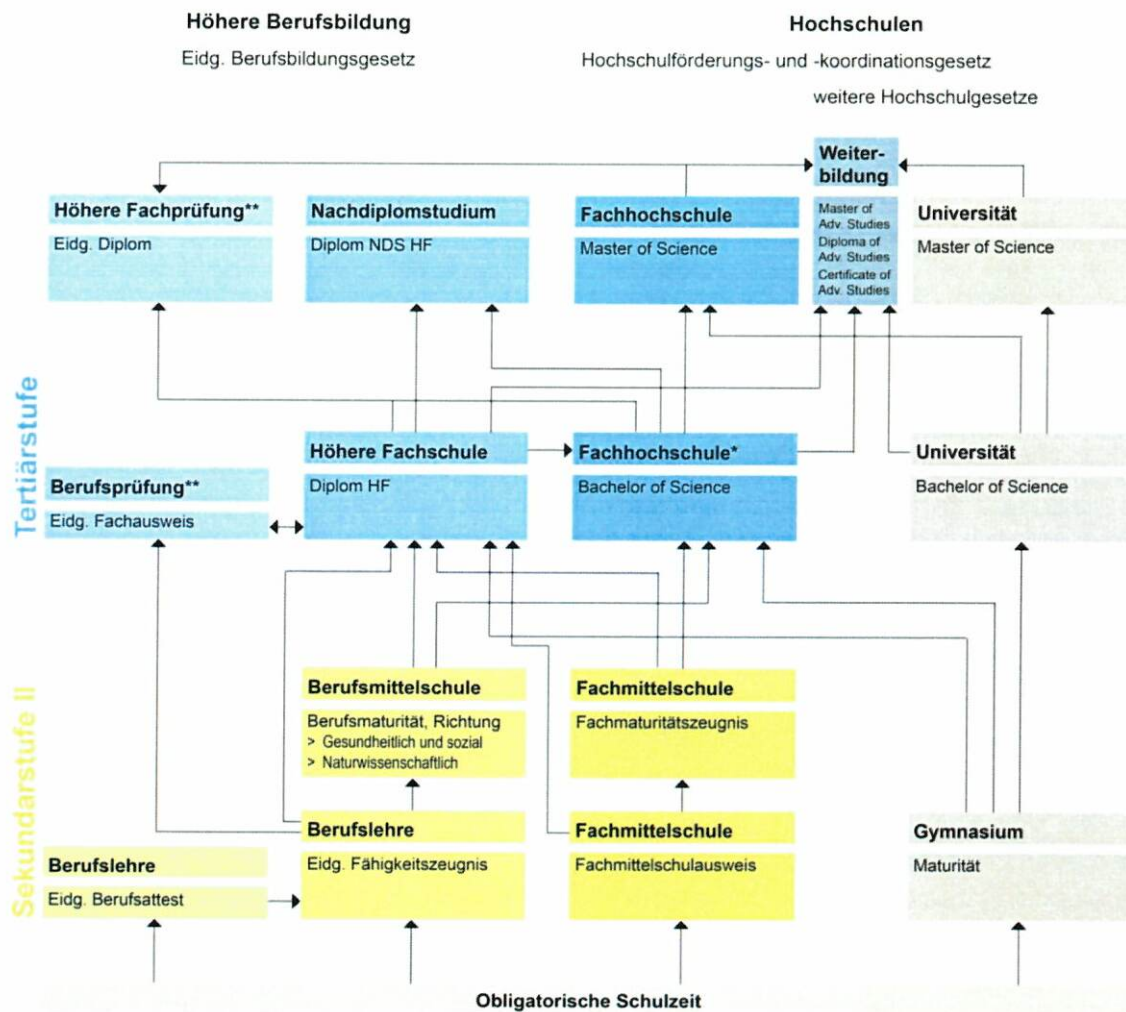 Höhere Berufsbildung
Eidg. Berufsbildungsgesetz
Hochschulen
Hochschulförderungs- und -koordinationsgesetz
weitere Hochschulgesetze
Weiter-
bildung
Master of
Adv. Studies
Diploma of
Adv. Studies
Certificate of
Adv. Studies
Höhere Fachprüfung**
Eidg. Diplom
Nachdiplomstudium
Diplom NDS HF
Fachhochschule
Master of Science
Universität
Master of Science
Tertiärstufe
Berufsprüfung**
Eidg. Fachausweis
Höhere Fachschule
Diplom HF
Fachhochschule*
Bachelor of Science
Universität
Bachelor of Science
Sekundarstufe II
Berufsmittelschule
Berufsmaturität, Richtung
> Gesundheitlich und sozial
> Naturwissenschaftlich
Fachmittelschule
Fachmaturitätszeugnis
Berufslehre
Eidg. Berufsattest
Berufslehre
Eidg. Fähigkeitszeugnis
Fachmittelschule
Fachmittelschulausweis
Gymnasium
Maturität
Obligatorische Schulzeit